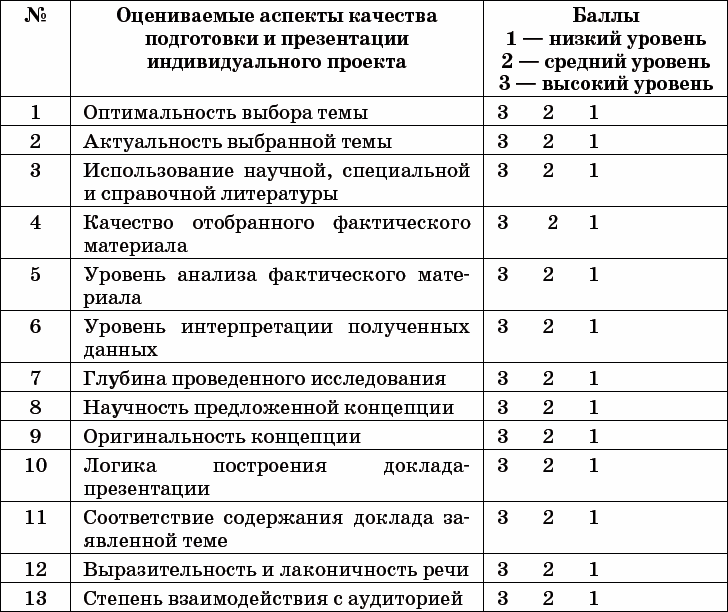 № Оцениваемые аспекты качества Баллы
подготовки и презентации 1 — низкий уровень
индивидуального проекта 2 — средний уровень
3 — высокий уровень
1 Оптимальность выбора темы 3 2 1
2 Актуальность выбранной темы 3 2 1
3 Использование научной, специальной 3 2 1
и справочной литературы
4 Качество отобранного фактического 3 2 1
материала
5 Уровень анализа фактического мате- 3 2 1
риала
6 Уровень интерпретации полученных 3 2 1
данных
7 Глубина проведенного исследования 3 2 1
8 Научность предложенной концепции 3 2 1
9 Оригинальность концепции 3 2 1
10 Логика построения доклада- 3 2 1
презентации
11 Соответствие содержания доклада за- 3 2 1
явленной теме
12 Выразительность и лаконичность речи 3 2 1
13 Степень взаимодействия с аудиторией 3 2 1